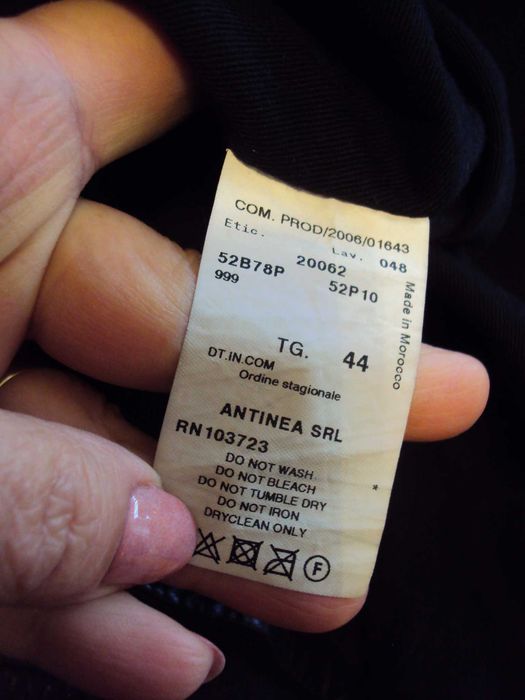 COM. PROD/2006/01643
Etic. Lav. 048
52B78P 20062 52P10
999
Made in Morocco
TG. 44
DT.IN.COM
Ordine stagionale
ANTINEA SRL
RN103723
DO NOT WASH
DO NOT BLEACH
DO NOT TUMBLE DRY
DO NOT IRON
DRYCLEAN ONLY
F